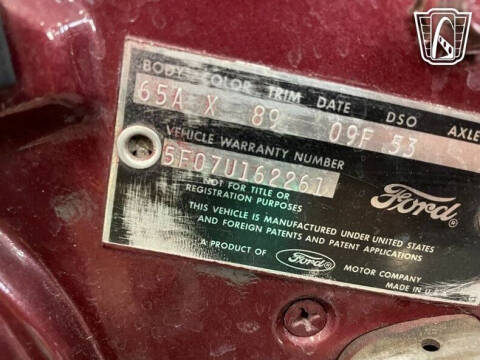 BODY COLOR TRIM DATE DSO AXLE
65A X 89 09F 53
VEHICLE WARRANTY NUMBER
5F07U162261
NOT FOR TITLE OR
REGISTRATION PURPOSES
Ford
THIS VEHICLE IS MANUFACTURED UNDER UNITED STATES
AND FOREIGN PATENTS AND PATENT APPLICATIONS
A PRODUCT OF Ford MOTOR COMPANY
MADE IN U.S.A.